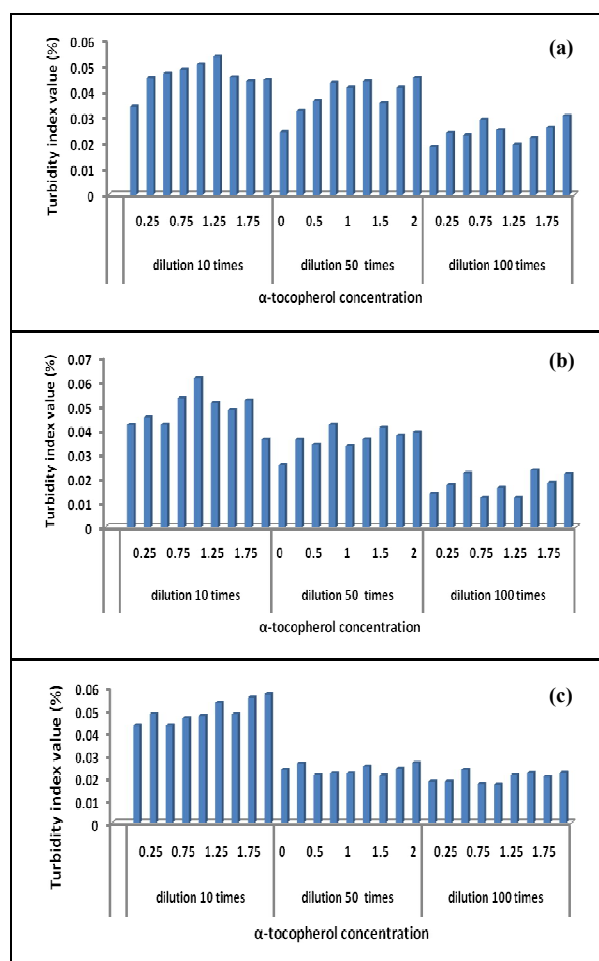 (a)
Turbidity index value (%)
0.06
0.05
0.04
0.03
0.02
0.01
0
0.25 0.75 1.25 1.75 0 0.5 1 1.5 2 0.25 0.75 1.25 1.75
dilution 10 times dilution 50 times dilution 100 times
α-tocopherol concentration
(b)
Turbidity index value (%)
0.07
0.06
0.05
0.04
0.03
0.02
0.01
0
0.25 0.75 1.25 1.75 0 0.5 1 1.5 2 0.25 0.75 1.25 1.75
dilution 10 times dilution 50 times dilution 100 times
α-tocopherol concentration
(c)
Turbidity index value (%)
0.06
0.05
0.04
0.03
0.02
0.01
0
0.25 0.75 1.25 1.75 0 0.5 1 1.5 2 0.25 0.75 1.25 1.75
dilution 10 times dilution 50 times dilution 100 times
α-tocopherol concentration